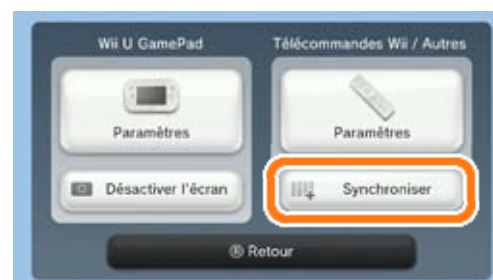 Wii U GamePad
Télécommandes Wii / Autres
Paramètres
Paramètres
Désactiver l'écran
Synchroniser
Ⓑ Retour